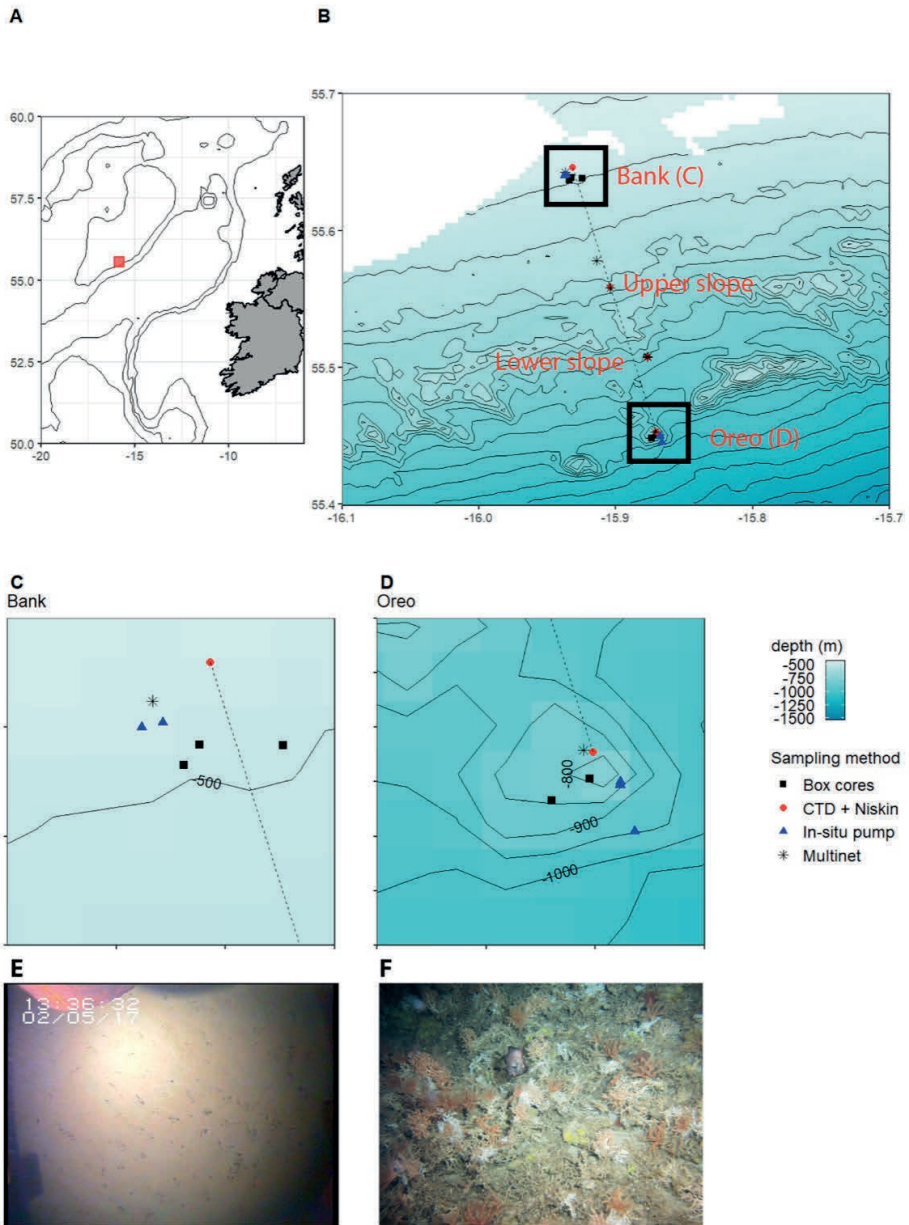 A
B
60.0
57.5
55.0
52.5
50.0
-20
-15
-10
55.7
55.6
55.5
55.4
-16.1
-16.0
-15.9
-15.8
-15.7
Bank (C)
Upper slope
Lower slope
Oreo (D)
C
Bank
-500
D
Oreo
-800
-900
-1000
depth (m)
-500
-750
-1000
-1250
-1500
Sampling method
Box cores
CTD + Niskin
In-situ pump
Multinet
E
13:36:32
02/05/17
F